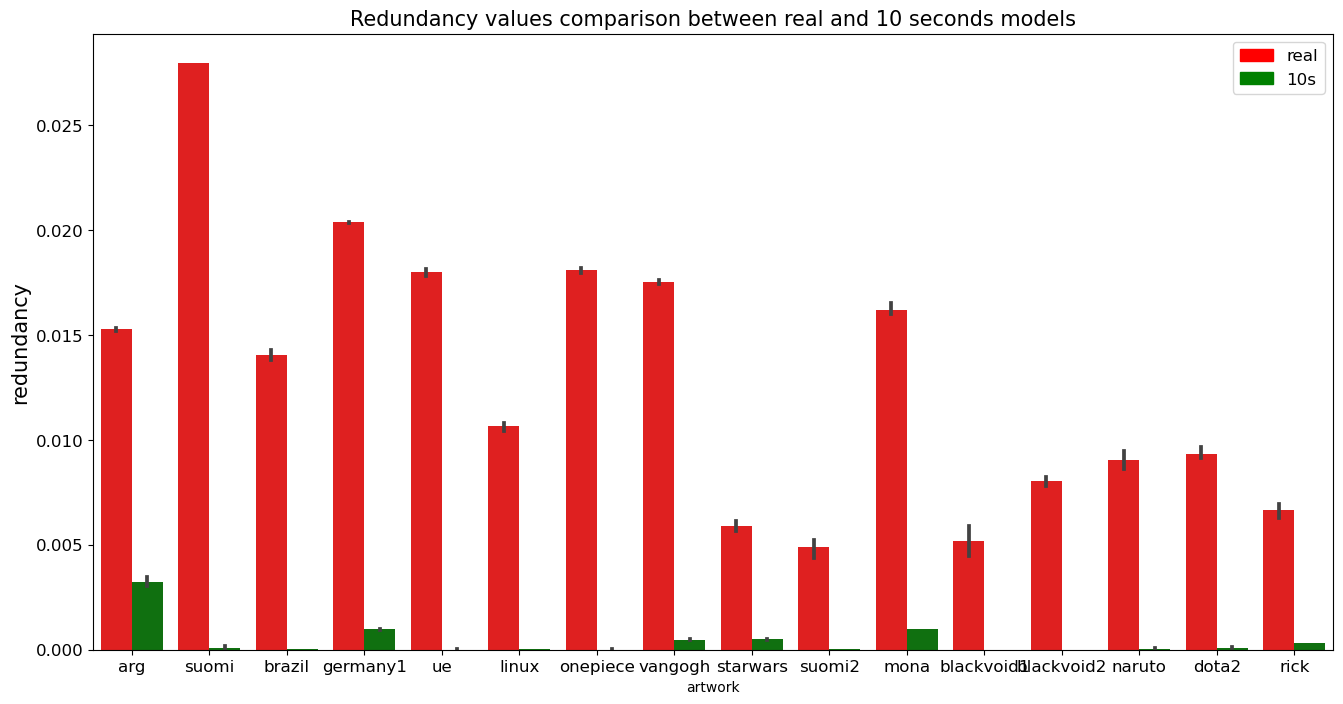 Redundancy values comparison between real and 10 seconds models
real
10s
redundancy
0.025
0.020
0.015
0.010
0.005
0.000
arg suomi brazil germany1 ue linux onepiece vangogh starwars suomi2 mona blackvoid1 blackvoid2 naruto dota2 rick
artwork